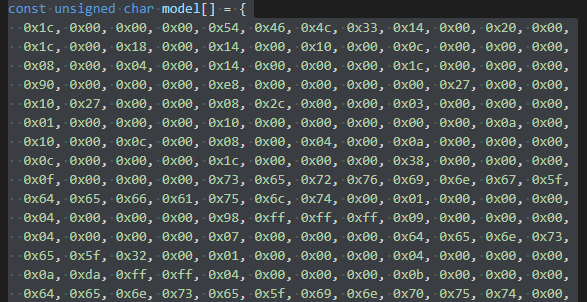 const unsigned char model[] = {
0x1c, 0x00, 0x00, 0x00, 0x54, 0x46, 0x4c, 0x33, 0x14, 0x00, 0x20, 0x00,
0x1c, 0x00, 0x18, 0x00, 0x14, 0x00, 0x10, 0x00, 0x0c, 0x00, 0x00, 0x00,
0x08, 0x00, 0x04, 0x00, 0x14, 0x00, 0x00, 0x00, 0x1c, 0x00, 0x00, 0x00,
0x90, 0x00, 0x00, 0x00, 0xe8, 0x00, 0x00, 0x00, 0x00, 0x27, 0x00, 0x00,
0x10, 0x27, 0x00, 0x00, 0x08, 0x2c, 0x00, 0x00, 0x03, 0x00, 0x00, 0x00,
0x01, 0x00, 0x00, 0x00, 0x10, 0x00, 0x00, 0x00, 0x00, 0x00, 0x0a, 0x00,
0x10, 0x00, 0x0c, 0x00, 0x08, 0x00, 0x04, 0x00, 0x0a, 0x00, 0x00, 0x00,
0x0c, 0x00, 0x00, 0x00, 0x1c, 0x00, 0x00, 0x00, 0x38, 0x00, 0x00, 0x00,
0x0f, 0x00, 0x00, 0x00, 0x73, 0x65, 0x72, 0x76, 0x69, 0x6e, 0x67, 0x5f,
0x64, 0x65, 0x66, 0x61, 0x75, 0x6c, 0x74, 0x00, 0x01, 0x00, 0x00, 0x00,
0x04, 0x00, 0x00, 0x00, 0x98, 0xff, 0xff, 0xff, 0x09, 0x00, 0x00, 0x00,
0x04, 0x00, 0x00, 0x00, 0x07, 0x00, 0x00, 0x00, 0x64, 0x65, 0x6e, 0x73,
0x65, 0x5f, 0x32, 0x00, 0x01, 0x00, 0x00, 0x00, 0x04, 0x00, 0x00, 0x00,
0x0a, 0xda, 0xff, 0xff, 0x04, 0x00, 0x00, 0x00, 0x0b, 0x00, 0x00, 0x00,
0x64, 0x65, 0x6e, 0x73, 0x65, 0x5f, 0x69, 0x6e, 0x70, 0x75, 0x74, 0x00,